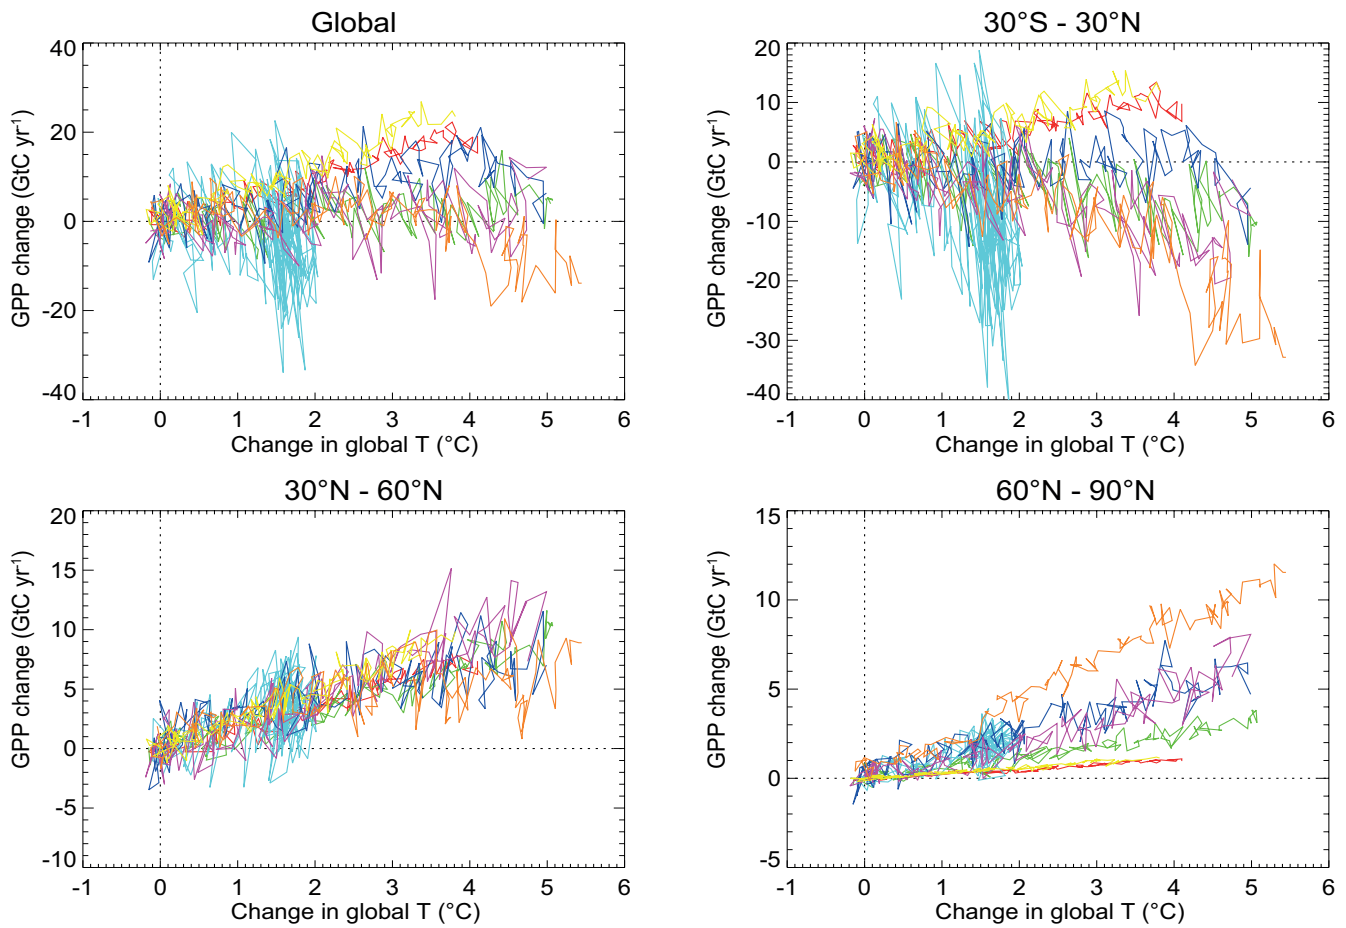 Global
GPP change (GtC yr⁻¹)
40
20
0
-20
-40
-1 0 1 2 3 4 5 6
Change in global T (°C)
30°S - 30°N
GPP change (GtC yr⁻¹)
20
10
0
-10
-20
-30
-40
-1 0 1 2 3 4 5 6
Change in global T (°C)
30°N - 60°N
GPP change (GtC yr⁻¹)
20
15
10
5
0
-5
-10
-1 0 1 2 3 4 5 6
Change in global T (°C)
60°N - 90°N
GPP change (GtC yr⁻¹)
15
10
5
0
-5
-1 0 1 2 3 4 5 6
Change in global T (°C)